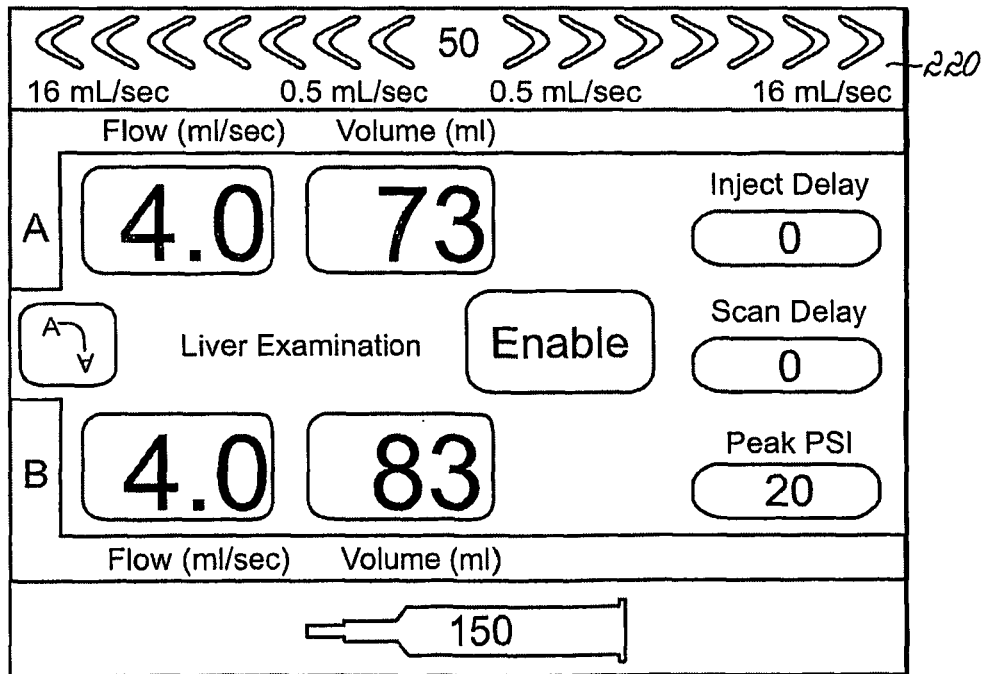 50
220
16 mL/sec 0.5 mL/sec 0.5 mL/sec 16 mL/sec
Flow (ml/sec) Volume (ml)
A 4.0 73
Inject Delay
0
A A
Liver Examination Enable
Scan Delay
0
B 4.0 83
Peak PSI
20
Flow (ml/sec) Volume (ml)
150